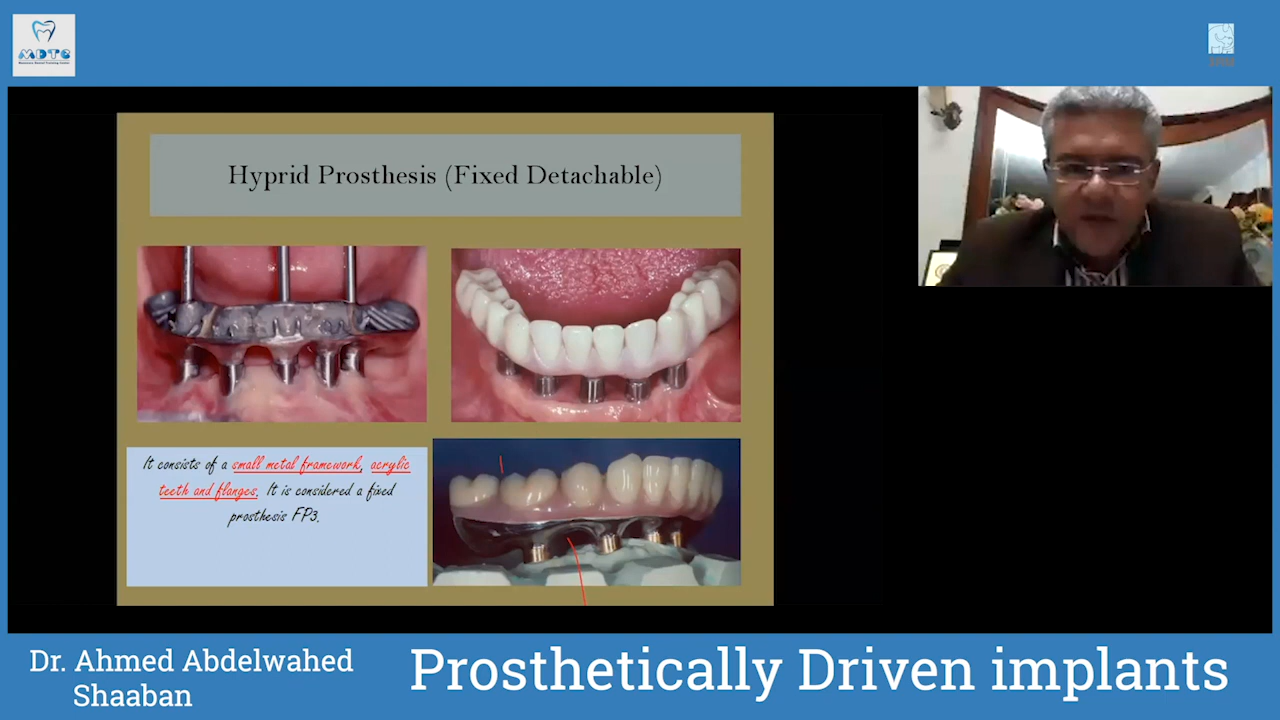 MDTC
Hyprid Prosthesis (Fixed Detachable)
It consists of a small metal framework, acrylic
teeth and flanges. It is considered a fixed
prosthesis FP3.
Dr. Ahmed Abdelwahed
Shaaban
Prosthetically Driven implants